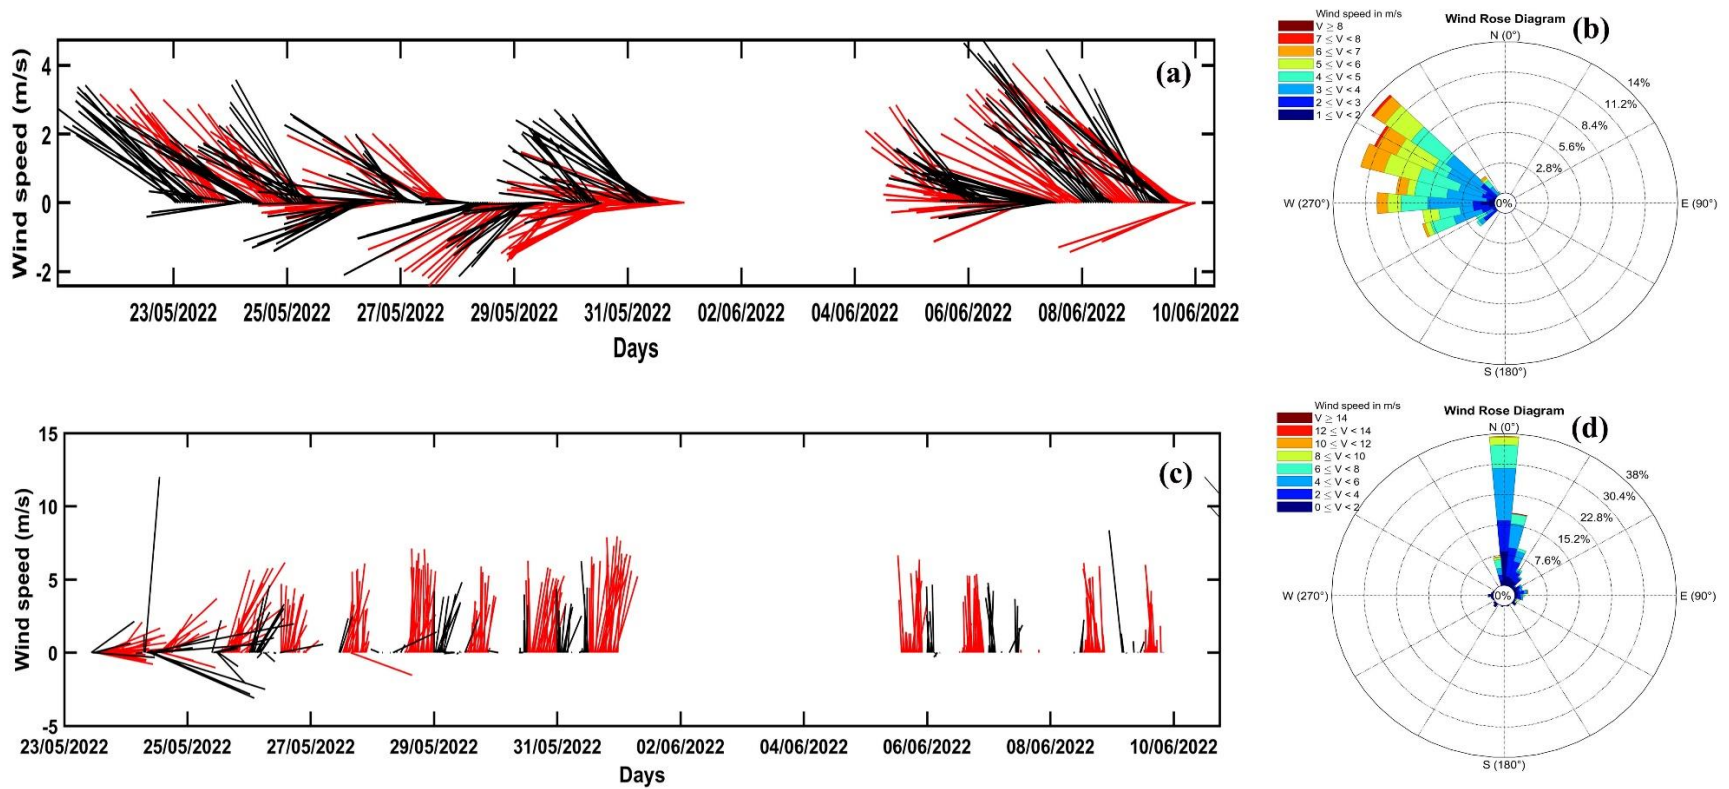 (a)
Wind speed (m/s)
4
2
0
-2
23/05/2022 25/05/2022 27/05/2022 29/05/2022 31/05/2022 02/06/2022 04/06/2022 06/06/2022 08/06/2022 10/06/2022
Days
Wind speed in m/s
V ≥ 8
7 ≤ V < 8
6 ≤ V < 7
5 ≤ V < 6
4 ≤ V < 5
3 ≤ V < 4
2 ≤ V < 3
1 ≤ V < 2
Wind Rose Diagram
(b)
N (0°)
14%
11.2%
8.4%
5.6%
2.8%
0%
W (270°)
E (90°)
S (180°)
(c)
Wind speed (m/s)
15
10
5
0
-5
23/05/2022 25/05/2022 27/05/2022 29/05/2022 31/05/2022 02/06/2022 04/06/2022 06/06/2022 08/06/2022 10/06/2022
Days
Wind speed in m/s
V ≥ 14
12 ≤ V < 14
10 ≤ V < 12
8 ≤ V < 10
6 ≤ V < 8
4 ≤ V < 6
2 ≤ V < 4
0 ≤ V < 2
Wind Rose Diagram
(d)
N (0°)
38%
30.4%
22.8%
15.2%
7.6%
0%
W (270°)
E (90°)
S (180°)